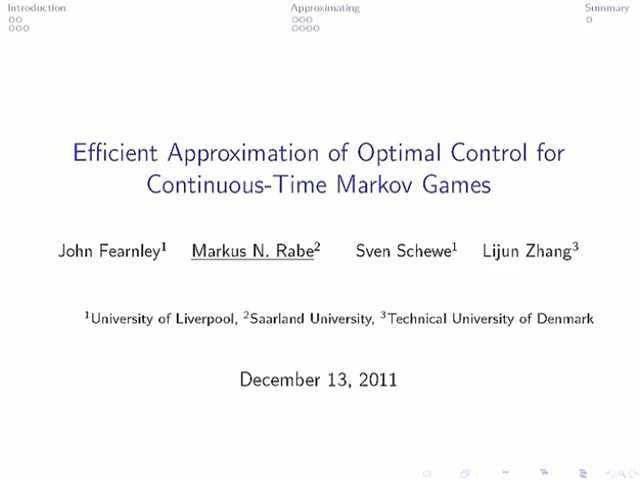 Introduction Approximating Summary
Efficient Approximation of Optimal Control for
Continuous-Time Markov Games
John Fearnley¹ Markus N. Rabe² Sven Schewe¹ Lijun Zhang³
¹University of Liverpool, ²Saarland University, ³Technical University of Denmark
December 13, 2011